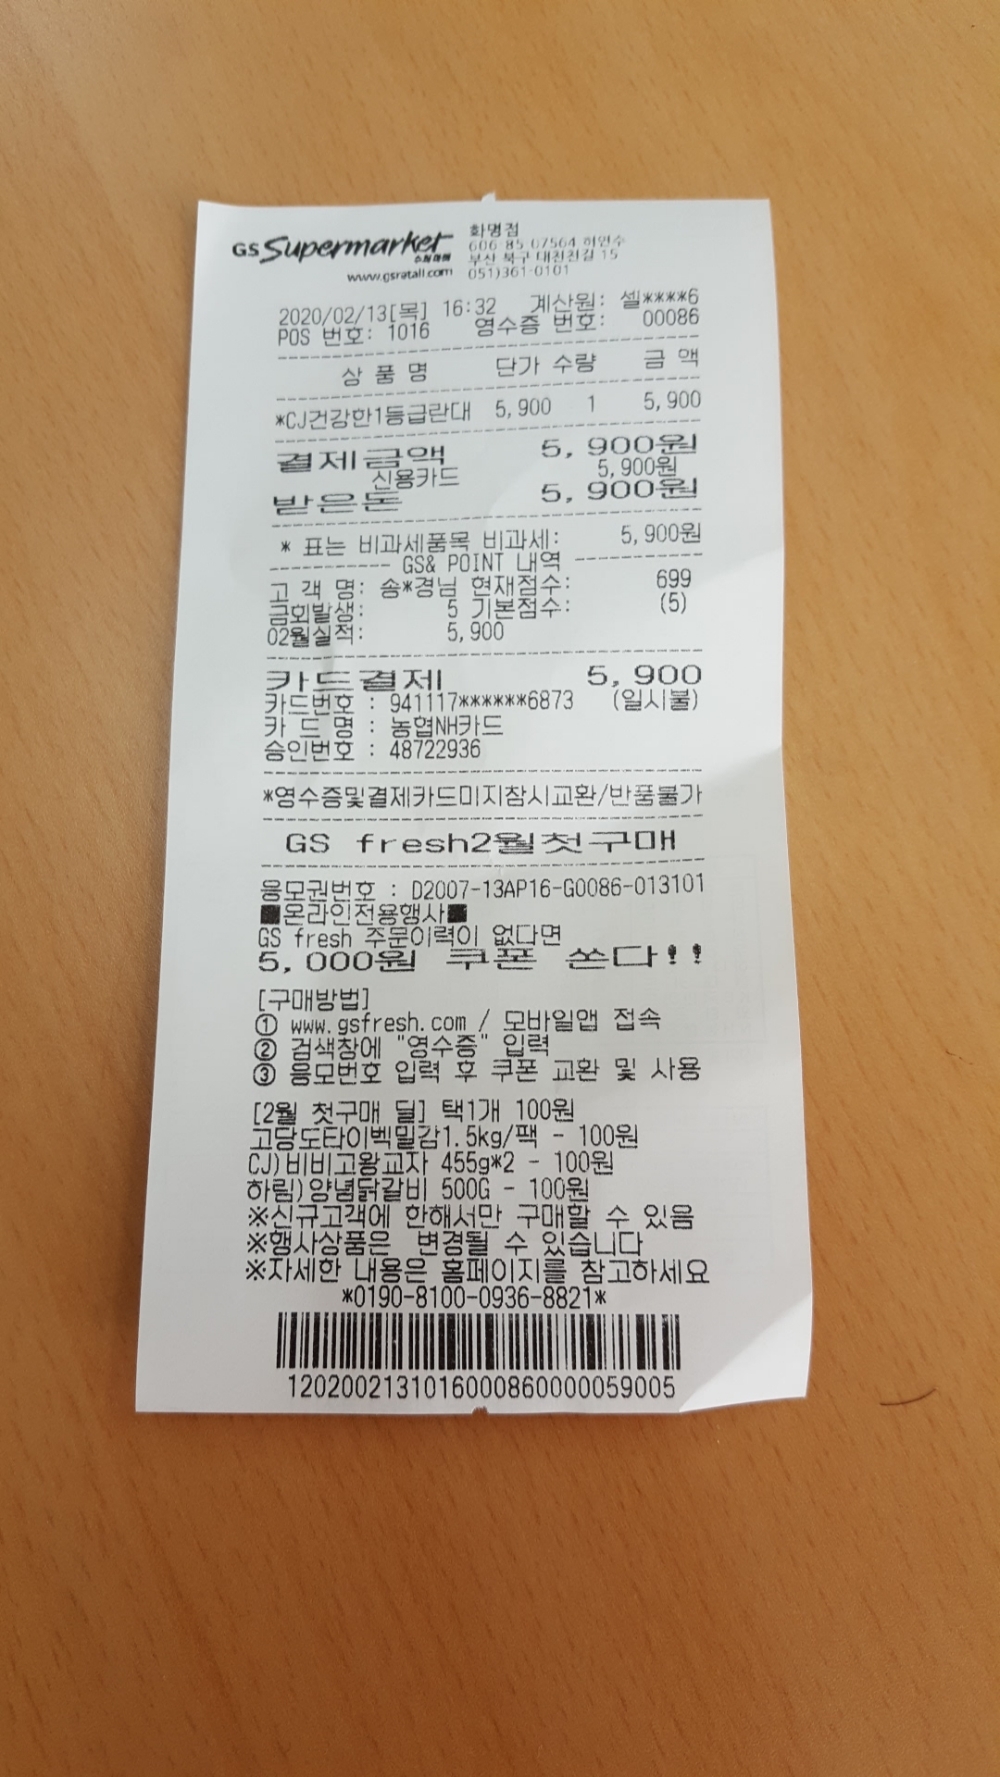 GS Supermarket 화명점
수퍼마켓 606 85 07564 허연수
부산 북구 대천천길 15
www.gsretail.com 051)361-0101
2020/02/13[목] 16:32 계산원: 셀****6
POS 번호: 1016 영수증 번호: 00086
상 품 명 단가 수량 금 액
*CJ건강한1등급란대 5,900 1 5,900
결제금액 5,900원
신용카드 5,900원
받은돈 5,900원
* 표는 비과세품목 비과세: 5,900원
GS& POINT 내역
고 객 명: 송*경님 현재점수: 699
금회발생: 5 기본점수: (5)
02월실적: 5,900
카드결제 5,900
카드번호 : 941117******6873 (일시불)
카 드 명 : 농협NH카드
승인번호 : 48722936
*영수증및결제카드미지참시교환/반품불가
GS fresh2월첫구매
응모권번호 : D2007-13AP16-G0086-013101
■온라인전용행사■
GS fresh 주문이력이 없다면
5,000원 쿠폰 쏜다!!
[구매방법]
① www.gsfresh.com / 모바일앱 접속
② 검색창에 "영수증" 입력
③ 응모번호 입력 후 쿠폰 교환 및 사용
[2월 첫구매 딜] 택1개 100원
고당도타이벡밀감1.5kg/팩 - 100원
CJ)비비고왕교자 455g*2 - 100원
하림)양념닭갈비 500G - 100원
※신규고객에 한해서만 구매할 수 있음
※행사상품은 변경될 수 있습니다
※자세한 내용은 홈페이지를 참고하세요
*0190-8100-0936-8821*
1202002131016000860000059005